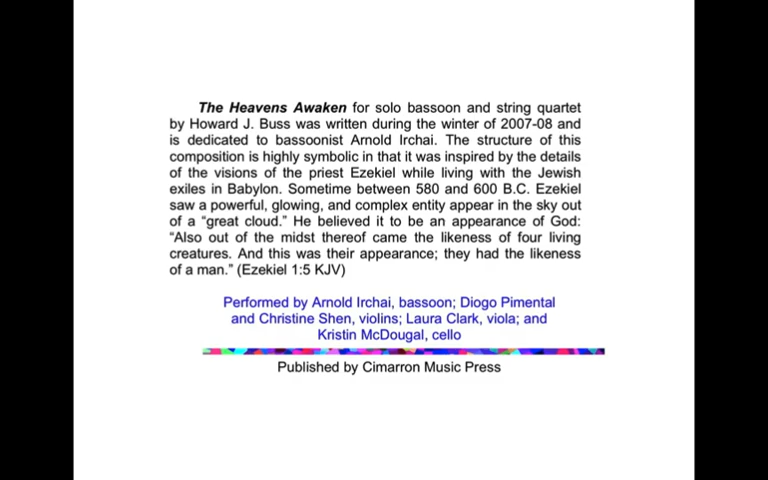 The Heavens Awaken for solo bassoon and string quartet
by Howard J. Buss was written during the winter of 2007-08 and
is dedicated to bassoonist Arnold Irchai. The structure of this
composition is highly symbolic in that it was inspired by the details
of the visions of the priest Ezekiel while living with the Jewish
exiles in Babylon. Sometime between 580 and 600 B.C. Ezekiel
saw a powerful, glowing, and complex entity appear in the sky out
of a “great cloud.” He believed it to be an appearance of God:
“Also out of the midst thereof came the likeness of four living
creatures. And this was their appearance; they had the likeness
of a man.” (Ezekiel 1:5 KJV)
Performed by Arnold Irchai, bassoon; Diogo Pimental
and Christine Shen, violins; Laura Clark, viola; and
Kristin McDougal, cello
Published by Cimarron Music Press